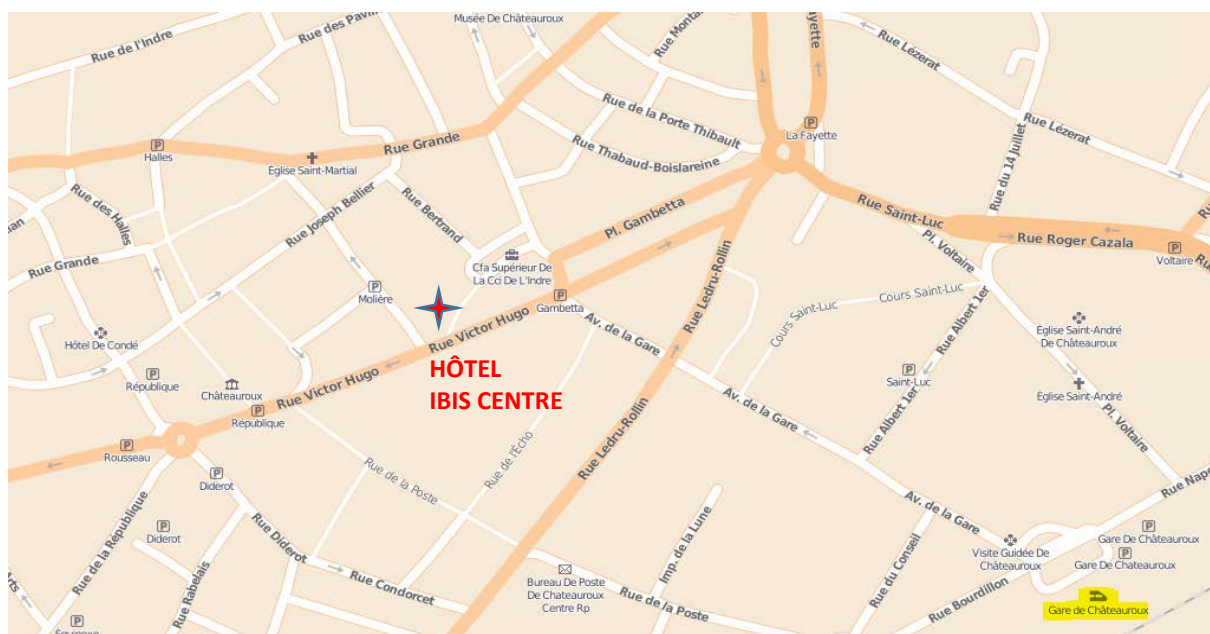 Musée De Châteauroux
Rue de l'Indre
Rue des Pavil
Rue Monta
ayette
Rue Lézerat
Rue de la Porte Thibault
La Fayette
Rue Lézerat
Rue Grande
Halles
Rue Thabaud-Boislareine
Église Saint-Martial
Rue du 14 Juillet
Rue des Halles
Rue Joseph Bellier
Rue Bertrand
Pl. Gambetta
Rue Saint-Luc
Rue Roger Cazala
Pl. Voltaire
Voltaire
Rue Grande
Cfa Supérieur De
La Cci De L'Indre
Molière
Gambetta
Rue Ledru-Rollin
Cours Saint-Luc
Cours Saint-Luc
Rue Albert 1er
Église Saint-André
De Châteauroux
Hôtel De Condé
Rue Victor Hugo
Av. de la Gare
HÔTEL
IBIS CENTRE
République
Châteauroux
Rue Victor Hugo
République
Saint-Luc
Église Saint-André
Av. de la Gare
Rue Albert 1er
Pl. Voltaire
Rousseau
Diderot
Rue de la Poste
Rue de l'Écho
Rue Ledru-Rollin
Av. de la Gare
Rue Napo
Diderot
Rue de la République
Rue Diderot
Rue Rabelais
Rue Condorcet
Imp. de la Lune
Visite Guidée De
Châteauroux
Gare De Châteauroux
Gare De Chateauroux
Bureau De Poste
De Chateauroux
Centre Rp
Rue de la Poste
Rue du Conseil
Rue Bourdillon
Gare de Châteauroux
Arts
Équinoxe